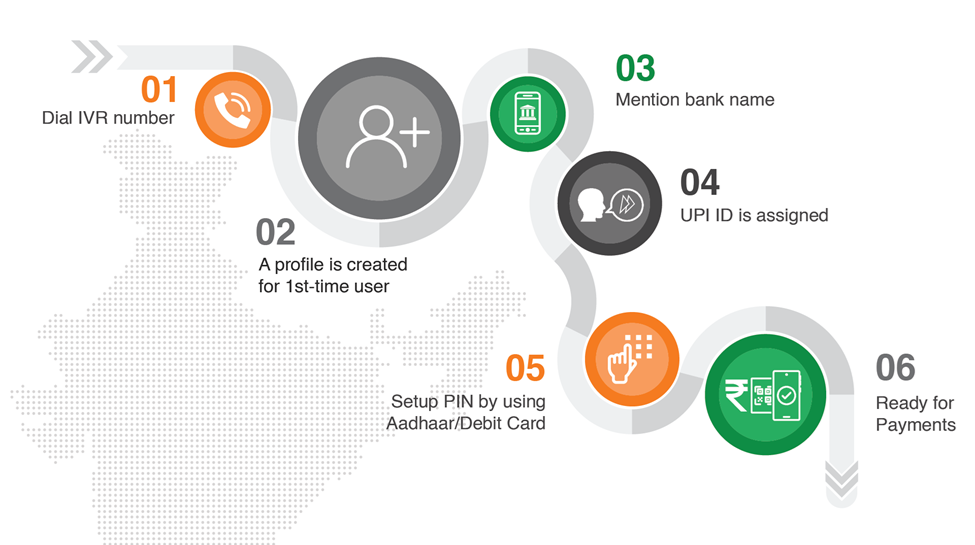 01
Dial IVR number
02
A profile is created
for 1st-time user
03
Mention bank name
04
UPI ID is assigned
05
Setup PIN by using
Aadhaar/Debit Card
06
Ready for
Payments